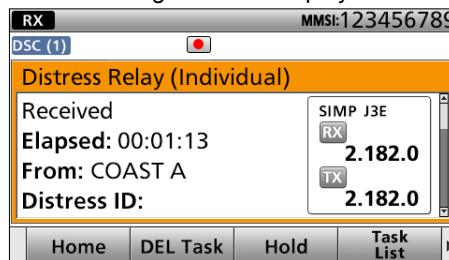 RX MMSI:123456789
DSC (1)
Distress Relay (Individual)
Received
Elapsed: 00:01:13
From: COAST A
Distress ID:
SIMP J3E
RX
2.182.0
TX
2.182.0
Home DEL Task Hold Task List